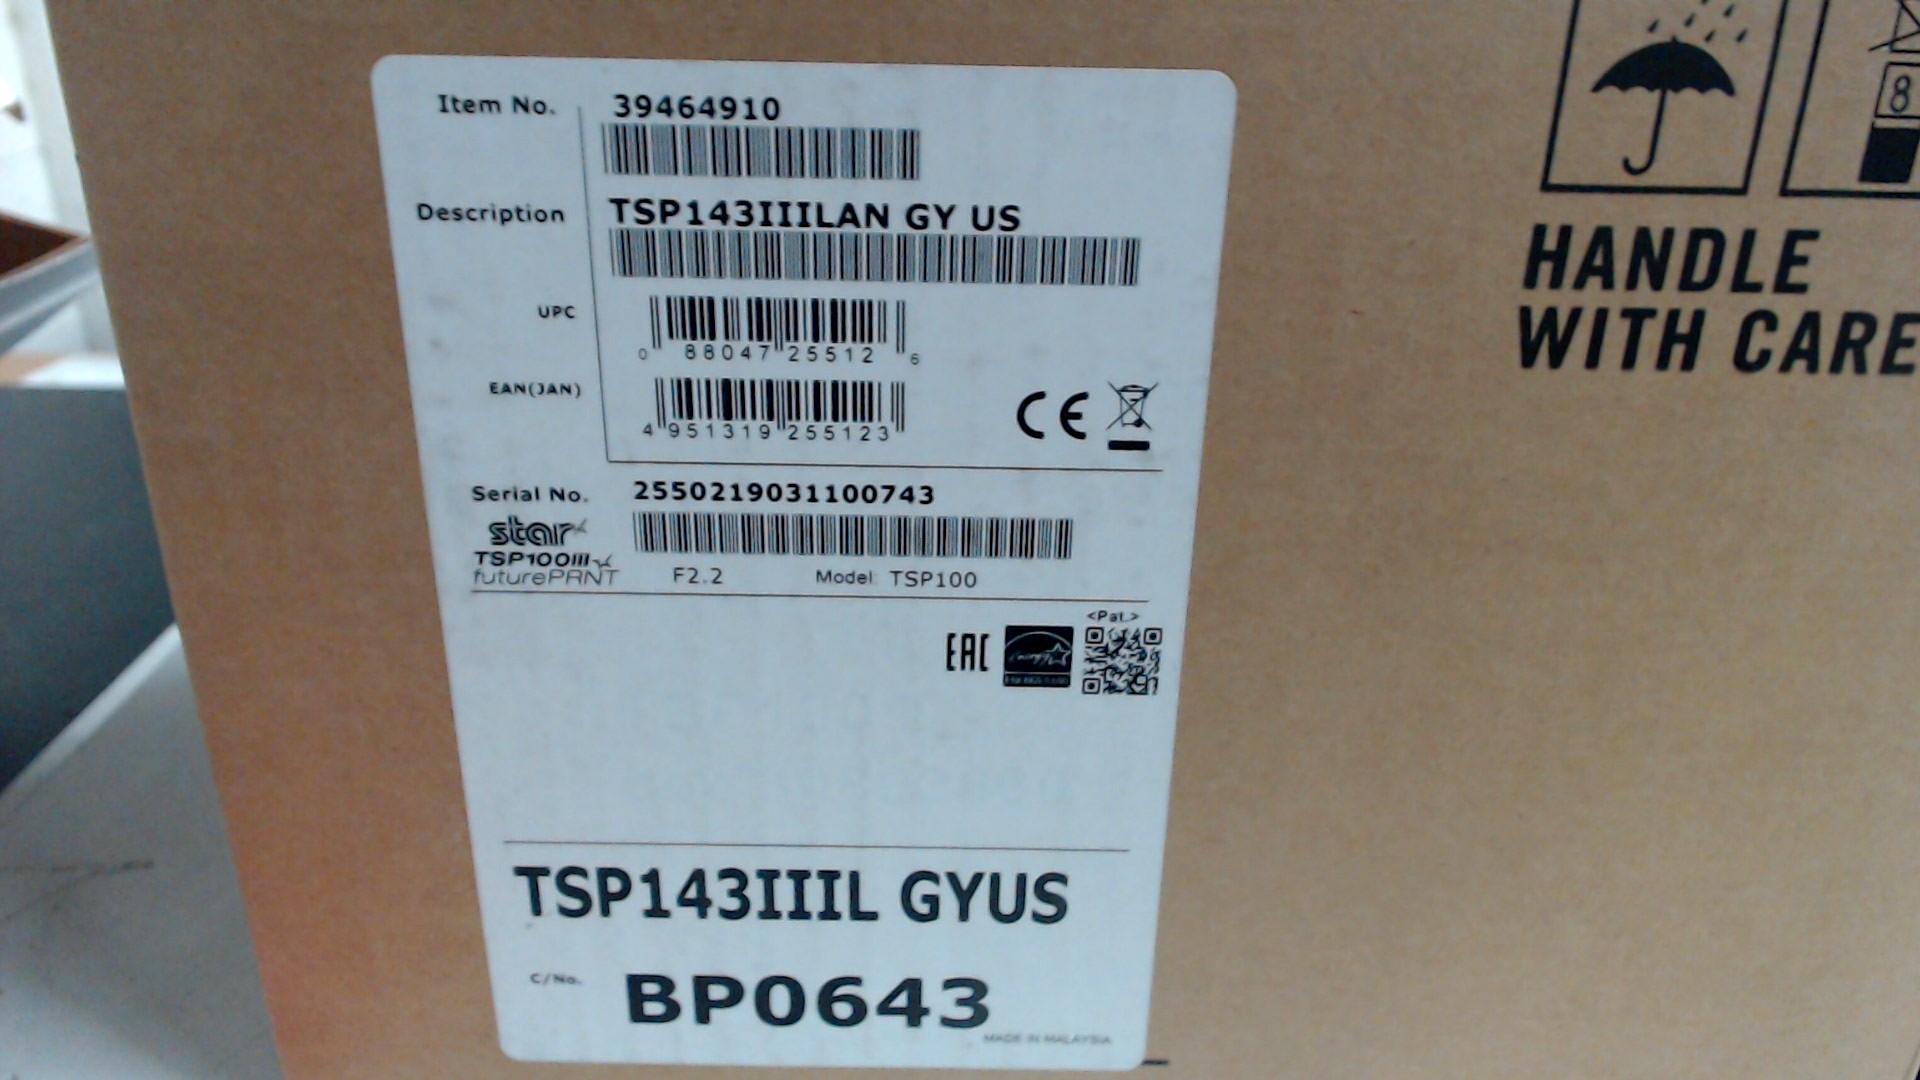 Item No. 39464910
Description TSP143IIILAN GY US
UPC
0 88047 25512 6
EAN(JAN)
4 951319 255123
CE
Serial No. 2550219031100743
star
TSP100III
futurePRNT F2.2 Model TSP100
<Pat.>
EAC
TSP143IIIL GYUS
C/No. BP0643
MADE IN MALAYSIA
8
HANDLE
WITH CARE